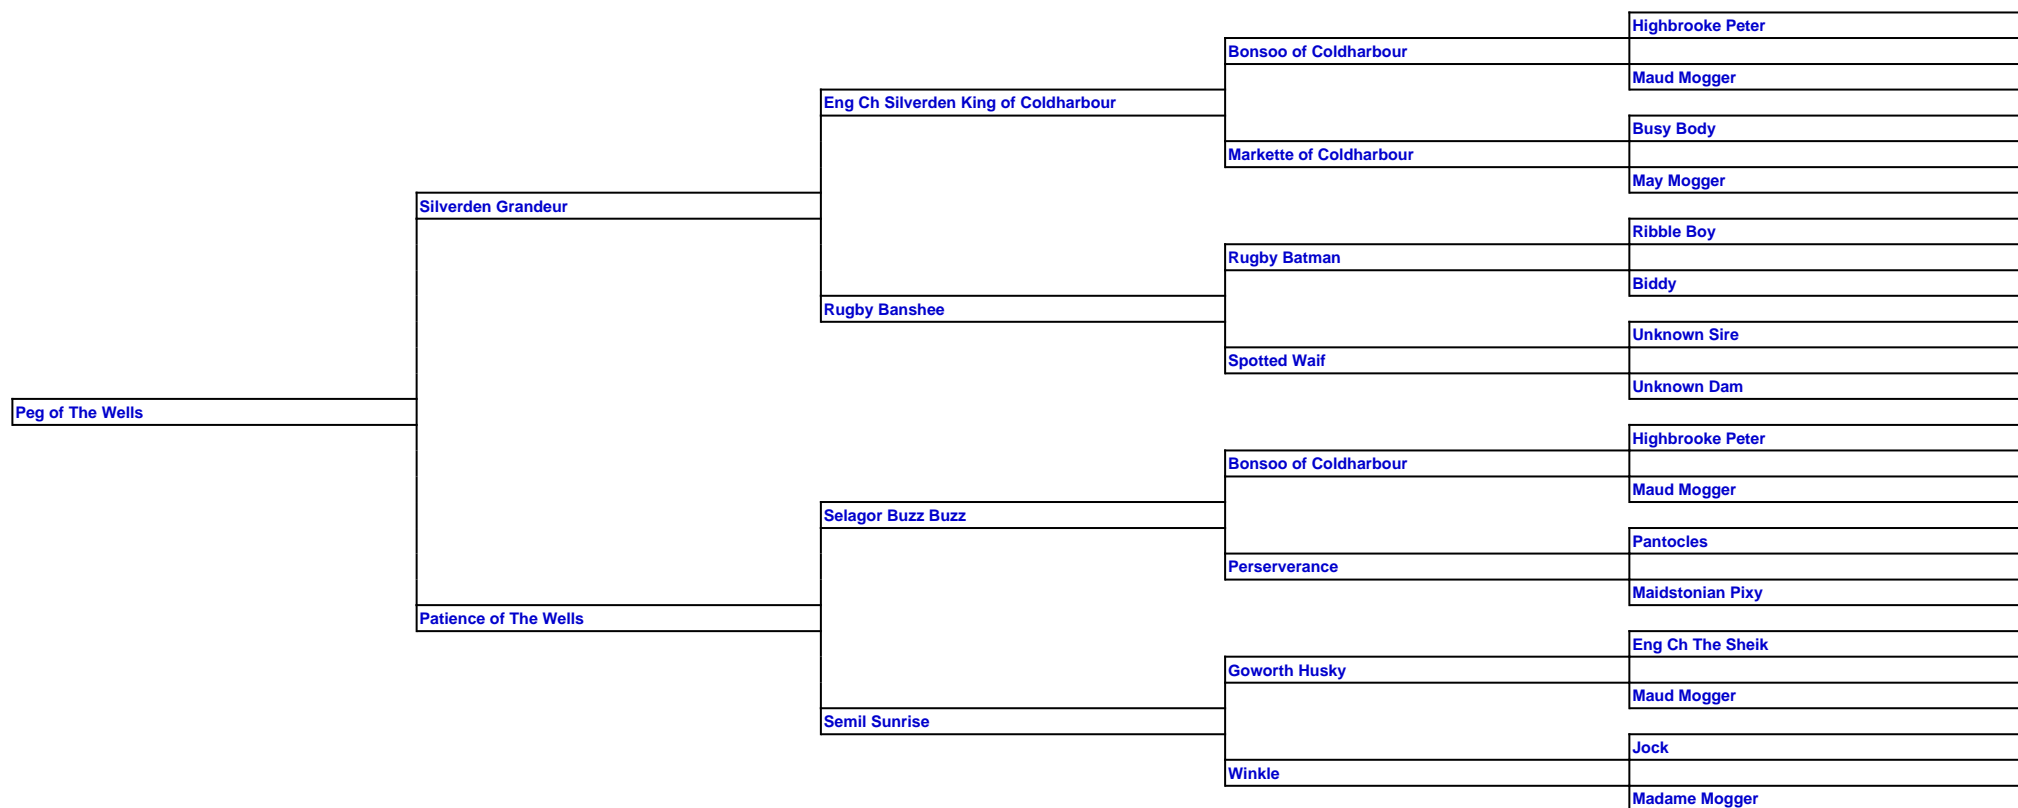 Highbrooke Peter
Bonsoo of Coldharbour
Maud Mogger
Eng Ch Silverden King of Coldharbour
Busy Body
Markette of Coldharbour
May Mogger
Silverden Grandeur
Ribble Boy
Rugby Batman
Biddy
Rugby Banshee
Unknown Sire
Spotted Waif
Unknown Dam
Peg of The Wells
Highbrooke Peter
Bonsoo of Coldharbour
Maud Mogger
Selagor Buzz Buzz
Pantocles
Perserverance
Maidstonian Pixy
Patience of The Wells
Eng Ch The Sheik
Goworth Husky
Maud Mogger
Semil Sunrise
Jock
Winkle
Madame Mogger